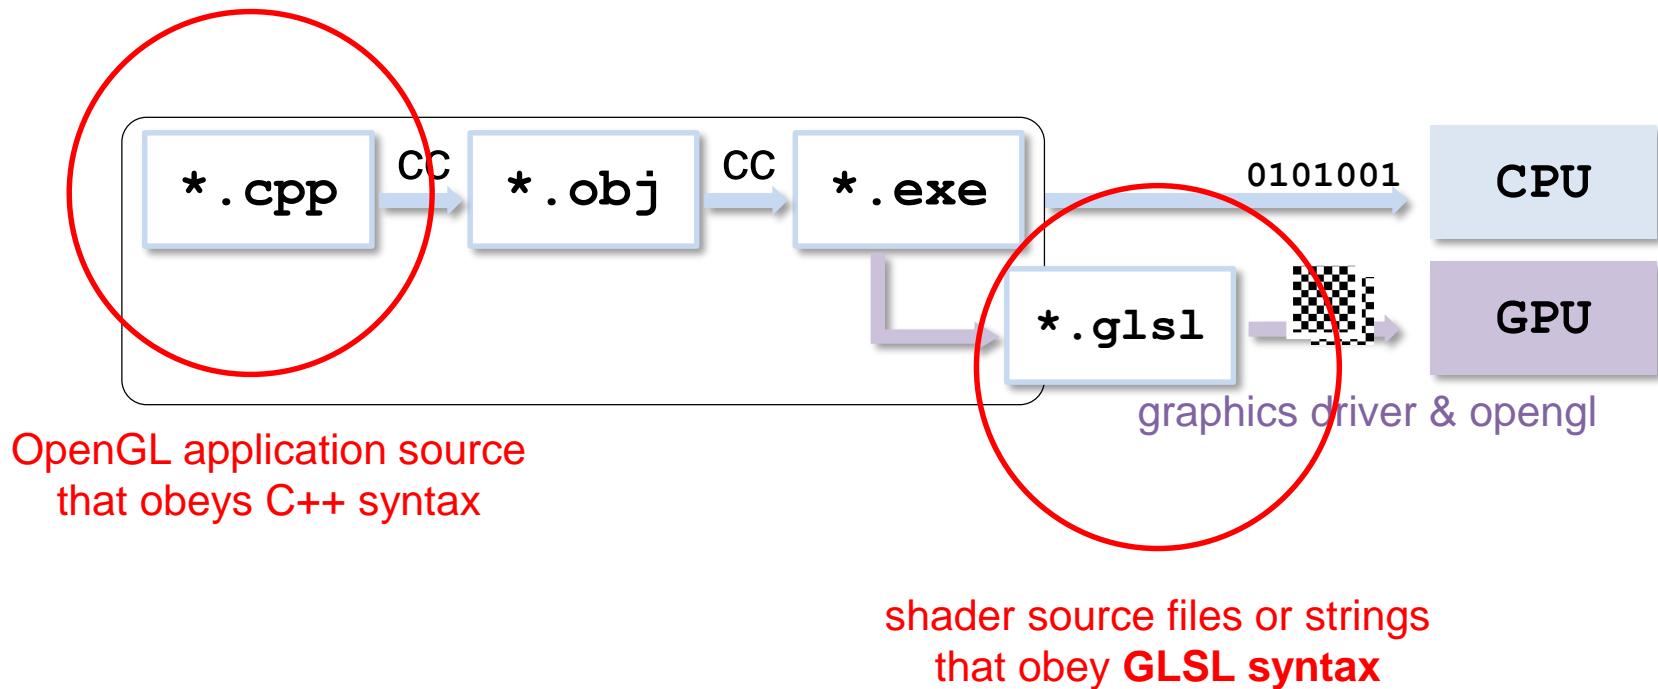 CC
CC
0101001
*.cpp
*.obj
*.exe
CPU
*.glsl
GPU
graphics driver & opengl
OpenGL application source
that obeys C++ syntax
shader source files or strings
that obey GLSL syntax